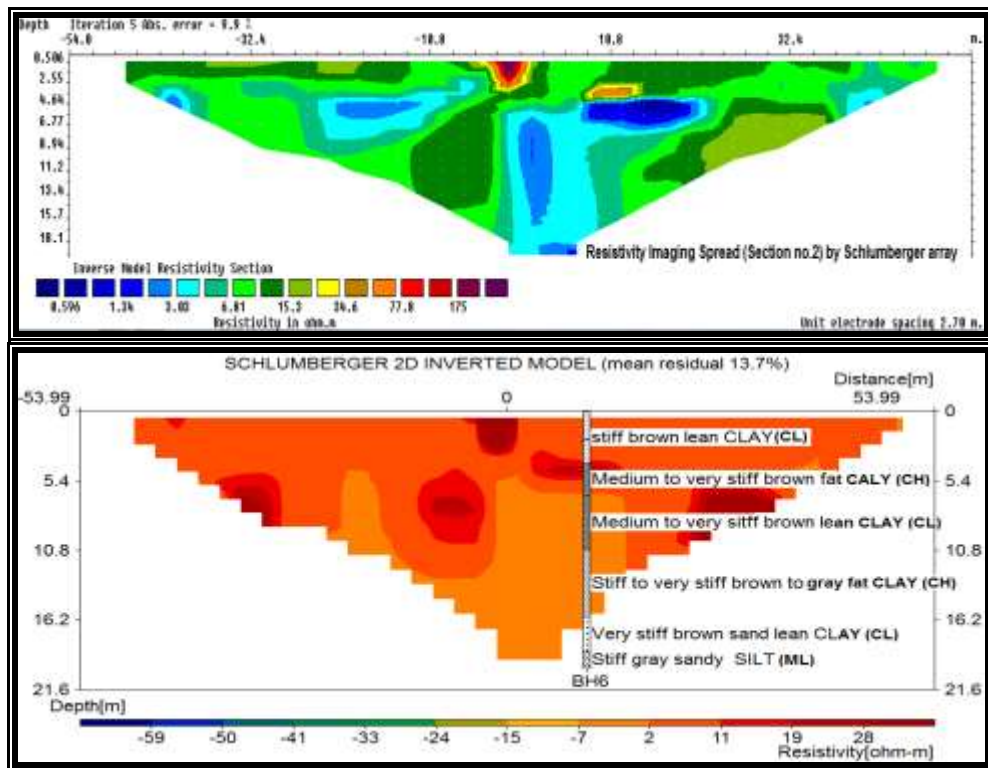 Depth Iteration 5 Abs. error = 9.9 %
-54.0 -32.4 -10.8 10.8 32.4 m.
0.506
2.55
4.64
6.77
8.94
11.2
13.4
15.7
18.1
Resistivity Imaging Spread (Section no.2) by Schlumberger array
Inverse Model Resistivity Section
0.596 1.34 3.03 6.81 15.3 34.6 77.8 175
Resistivity in ohm.m
Unit electrode spacing 2.70 m.
SCHLUMBERGER 2D INVERTED MODEL (mean residual 13.7%)
Distance[m]
-53.99 0 53.99
0 0
stiff brown lean CLAY(CL)
5.4 5.4
Medium to very stiff brown fat CALY (CH)
Medium to very sitff brown lean CLAY (CL)
10.8 10.8
Stiff to very stiff brown to gray fat CLAY (CH)
16.2 16.2
Very stiff brown sand lean CLAY (CL)
Stiff gray sandy SILT (ML)
21.6 21.6
BH6
Depth[m]
-59 -50 -41 -33 -24 -15 -7 2 11 19 28
Resistivity[ohm-m]